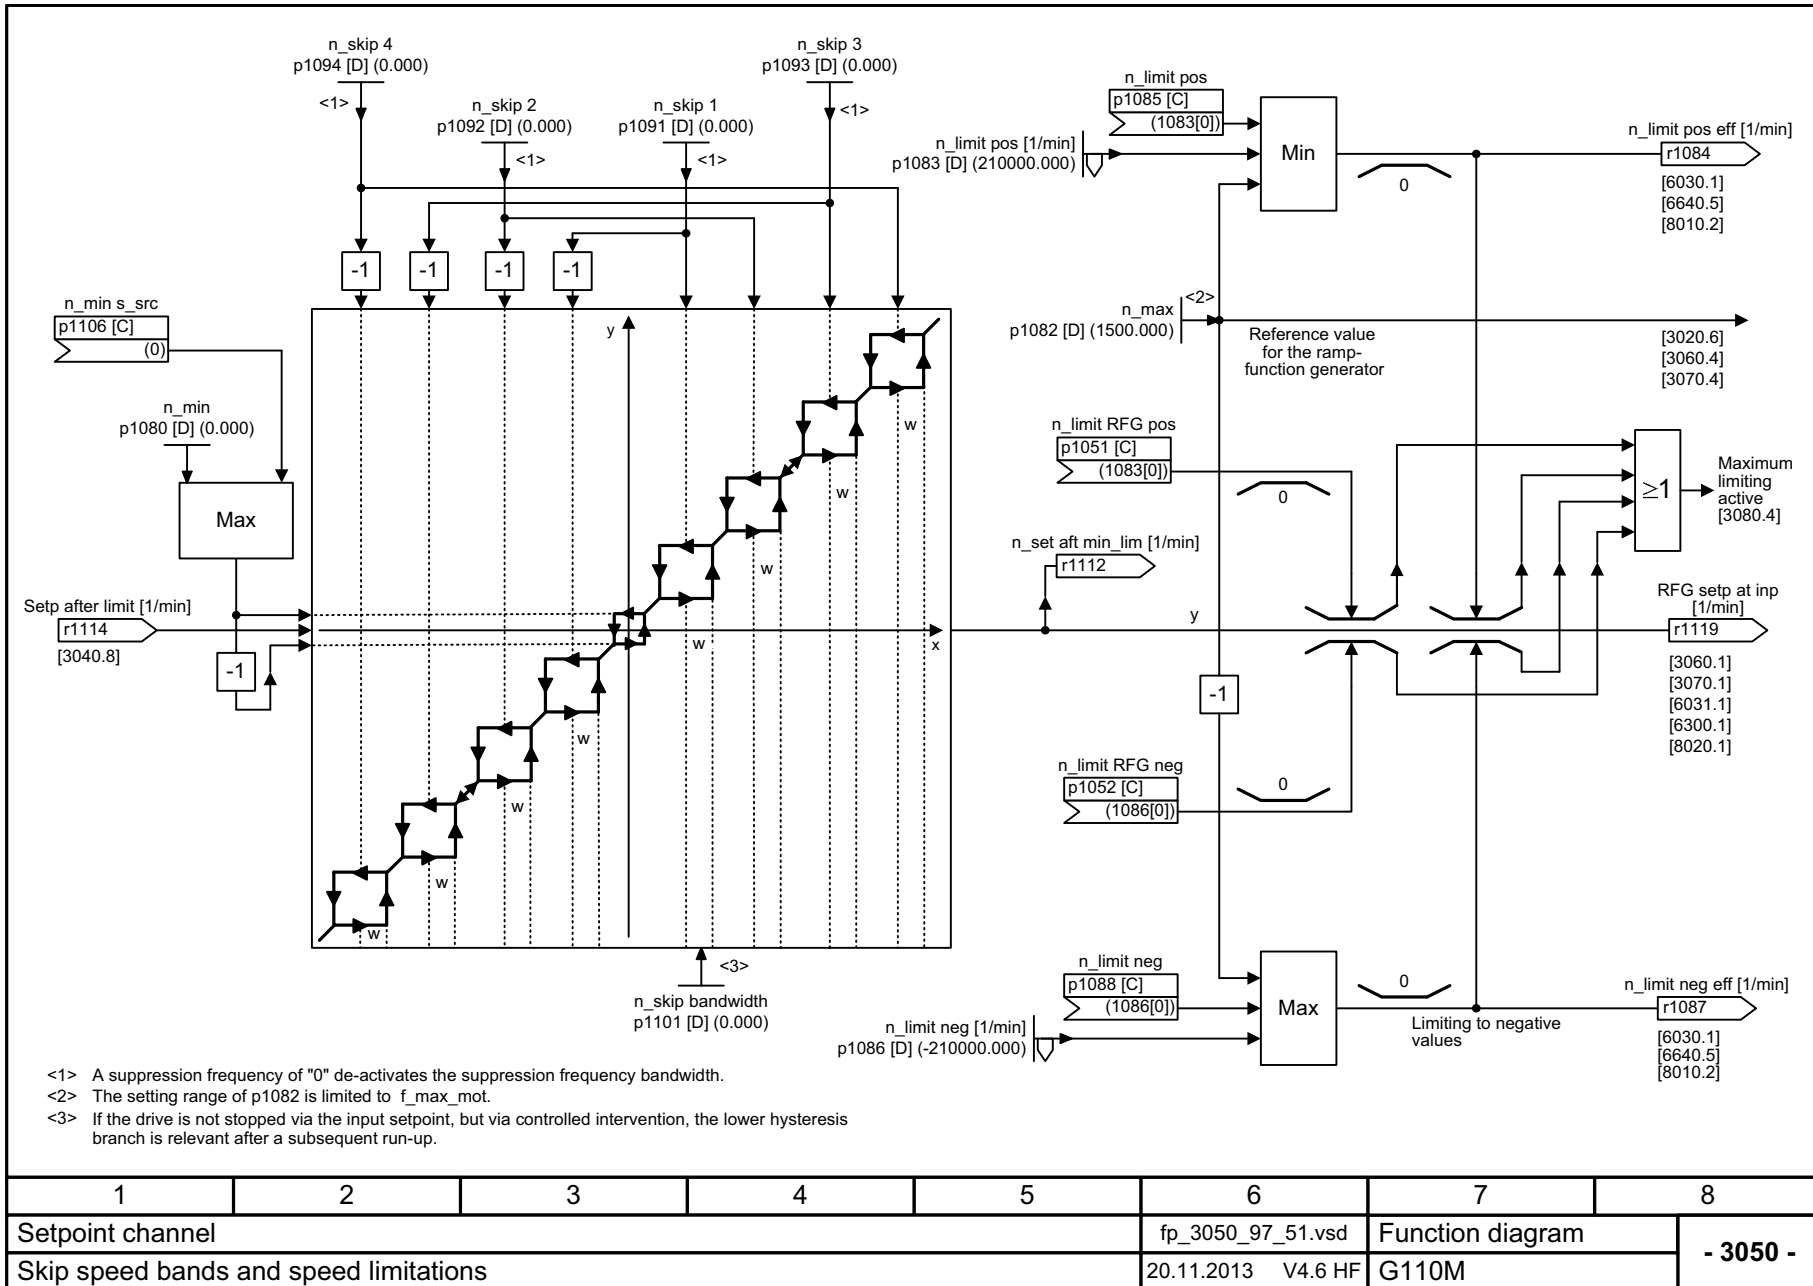 n_skip 4
p1094 [D] (0.000)
<1>
n_skip 2
p1092 [D] (0.000)
<1>
n_skip 1
p1091 [D] (0.000)
<1>
n_skip 3
p1093 [D] (0.000)
<1>
-1
-1
-1
-1
n_min s_src
p1106 [C]
(0)
n_min
p1080 [D] (0.000)
Max
Setp after limit [1/min]
r1114
[3040.8]
-1
y
x
w
w
w
w
w
w
w
w
<3>
n_skip bandwidth
p1101 [D] (0.000)
n_limit pos
p1085 [C]
(1083[0])
n_limit pos [1/min]
p1083 [D] (210000.000)
Min
0
n_limit pos eff [1/min]
r1084
[6030.1]
[6640.5]
[8010.2]
<2>
n_max
p1082 [D] (1500.000)
Reference value
for the ramp-
function generator
[3020.6]
[3060.4]
[3070.4]
n_limit RFG pos
p1051 [C]
(1083[0])
0
≥1
Maximum
limiting
active
[3080.4]
n_set aft min_lim [1/min]
r1112
y
RFG setp at inp
[1/min]
r1119
[3060.1]
[3070.1]
[6031.1]
[6300.1]
[8020.1]
-1
n_limit RFG neg
p1052 [C]
(1086[0])
0
n_limit neg
p1088 [C]
(1086[0])
n_limit neg [1/min]
p1086 [D] (-210000.000)
Max
0
Limiting to negative
values
n_limit neg eff [1/min]
r1087
[6030.1]
[6640.5]
[8010.2]
<1> A suppression frequency of "0" de-activates the suppression frequency bandwidth.
<2> The setting range of p1082 is limited to f_max_mot.
<3> If the drive is not stopped via the input setpoint, but via controlled intervention, the lower hysteresis
branch is relevant after a subsequent run-up.
1 2 3 4 5 6 7 8
Setpoint channel
fp_3050_97_51.vsd
Function diagram
- 3050 -
Skip speed bands and speed limitations
20.11.2013 V4.6 HF
G110M